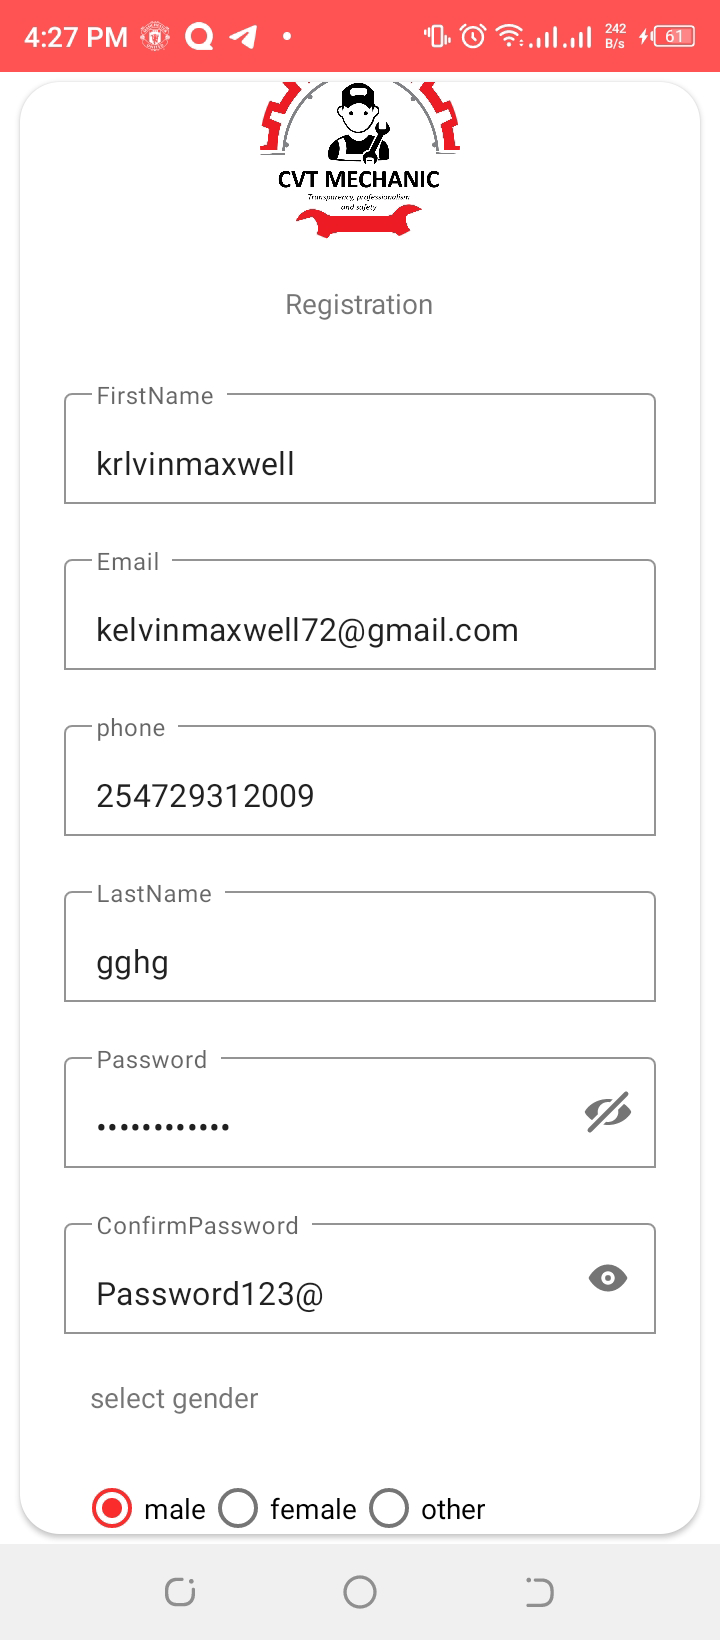 4:27 PM
242
B/s
61
CVT MECHANIC
Transparency, professionalism
and safety
Registration
FirstName
krlvinmaxwell
Email
kelvinmaxwell72@gmail.com
phone
254729312009
LastName
gghg
Password
••••••••••••
ConfirmPassword
Password123@
select gender
male female other